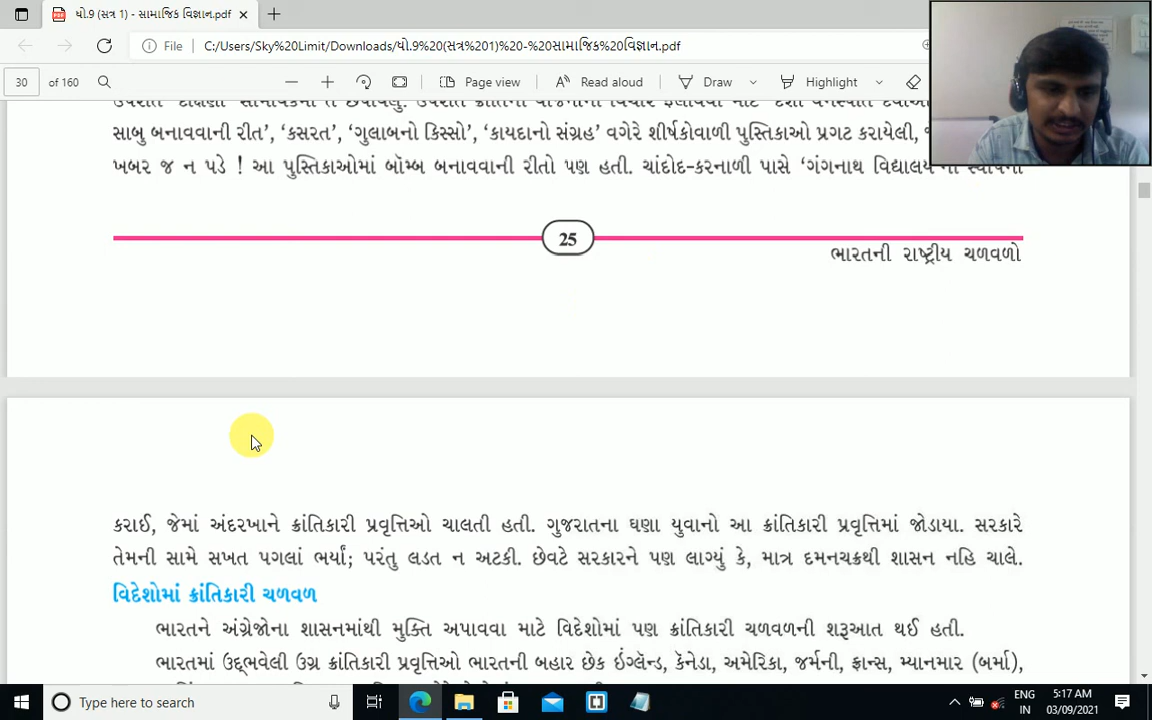 ધો.9 (સત્ર 1) - સામાજિક વિજ્ઞાન.pdf
File C:/Users/Sky%20Limit/Downloads/ધો.9%20(સત્ર%201)%20-%20સામાજિક%20વિજ્ઞાન.pdf
30 of 160 Page view Read aloud Draw Highlight
સાબુ બનાવવાની રીત', 'કસરત', 'ગુલાબનો કિસ્સો', 'કાયદાનો સંગ્રહ' વગેરે શીર્ષકોવાળી પુસ્તિકાઓ પ્રગટ કરાયેલી,
ખબર જ ન પડે ! આ પુસ્તિકાઓમાં બૉમ્બ બનાવવાની રીતો પણ હતી. ચાંદોદ-કરનાળી પાસે 'ગંગનાથ વિદ્યાલય
25
ભારતની રાષ્ટ્રીય ચળવળો
કરાઈ, જેમાં અંદરખાને ક્રાંતિકારી પ્રવૃત્તિઓ ચાલતી હતી. ગુજરાતના ઘણા યુવાનો આ ક્રાંતિકારી પ્રવૃત્તિમાં જોડાયા. સરકારે
તેમની સામે સખત પગલાં ભર્યાં; પરંતુ લડત ન અટકી. છેવટે સરકારને પણ લાગ્યું કે, માત્ર દમનચક્રથી શાસન નહિ ચાલે.
વિદેશોમાં ક્રાંતિકારી ચળવળ
ભારતને અંગ્રેજોના શાસનમાંથી મુક્તિ અપાવવા માટે વિદેશોમાં પણ ક્રાંતિકારી ચળવળની શરૂઆત થઈ હતી.
ભારતમાં ઉદ્ભવેલી ઉગ્ર ક્રાંતિકારી પ્રવૃત્તિઓ ભારતની બહાર છેક ઇંગ્લૅન્ડ, કૅનેડા, અમેરિકા, જર્મની, ફ્રાન્સ, મ્યાનમાર (બર્મા),
Type here to search
ENG
IN
5:17 AM
03/09/2021